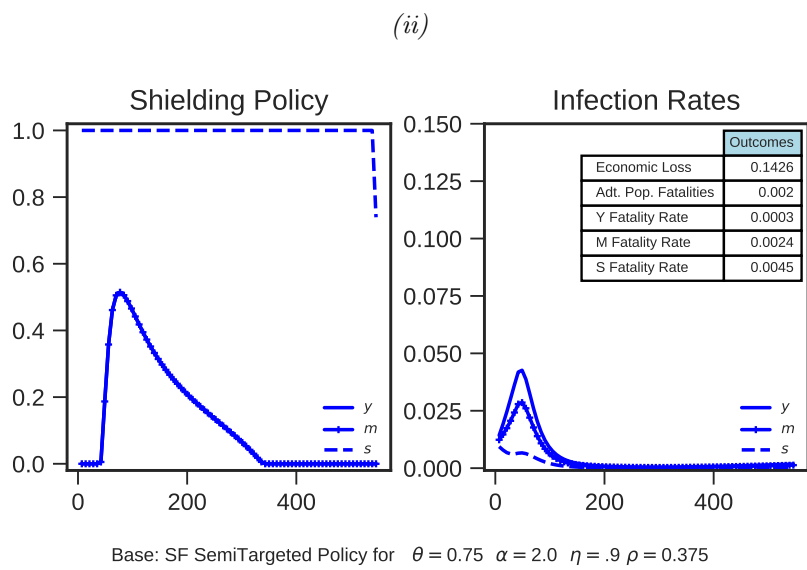 (ii)
Shielding Policy
Infection Rates
1.0
0.8
0.6
0.4
0.2
0.0
0
200
400
y
m
s
0.150
0.125
0.100
0.075
0.050
0.025
0.000
0
200
400
Outcomes
Economic Loss 0.1426
Adt. Pop. Fatalities 0.002
Y Fatality Rate 0.0003
M Fatality Rate 0.0024
S Fatality Rate 0.0045
y
m
s
Base: SF SemiTargeted Policy for θ = 0.75 α = 2.0 η = .9 ρ = 0.375